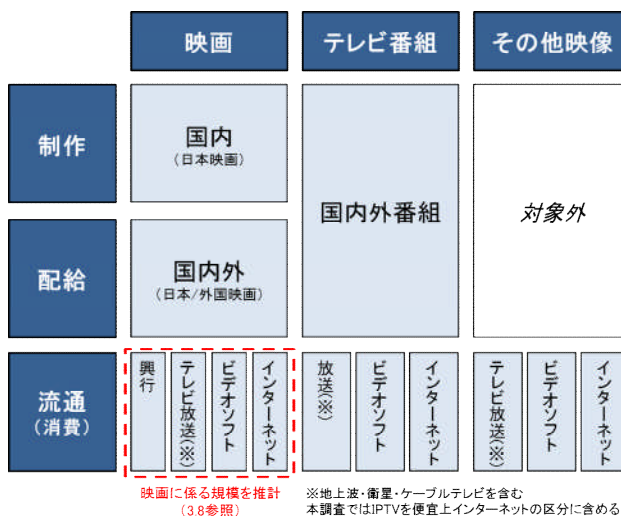 映画
テレビ番組
その他映像
制作
国内
(日本映画)
国内外番組
対象外
配給
国内外
(日本/外国映画)
流通
(消費)
興行
テレビ放送(※)
ビデオソフト
インターネット
放送(※)
ビデオソフト
インターネット
テレビ放送(※)
ビデオソフト
インターネット
映画に係る規模を推計
(3.8参照)
※地上波・衛星・ケーブルテレビを含む
本調査ではIPTVを便宜上インターネットの区分に含める